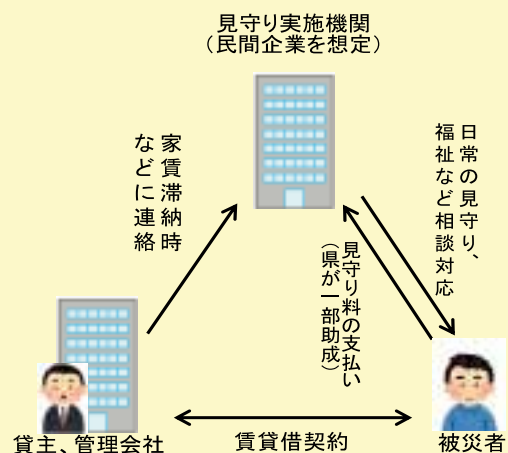 見守り実施機関
（民間企業を想定）
家賃滞納時
などに連絡
日常の見守り、
福祉など相談対応
見守り料の支払い
（県が一部助成）
貸主、管理会社
賃貸借契約
被災者